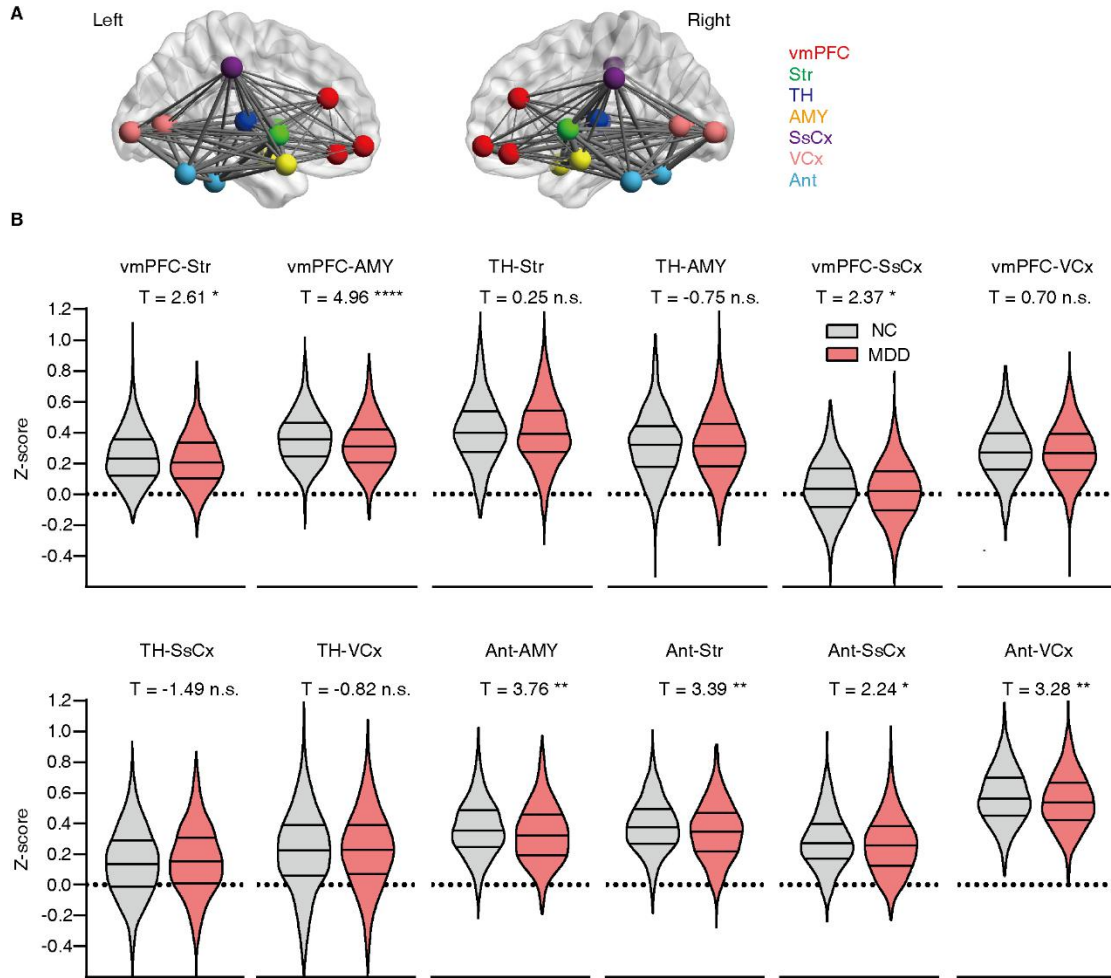 A
Left
Right
vmPFC
Str
TH
AMY
SsCx
VCx
Ant
B
vmPFC-Str vmPFC-AMY TH-Str TH-AMY vmPFC-SsCx vmPFC-VCx
T = 2.61 * T = 4.96 **** T = 0.25 n.s. T = -0.75 n.s. T = 2.37 * T = 0.70 n.s.
NC
MDD
Z-score
1.2
1.0
0.8
0.6
0.4
0.2
0.0
-0.2
-0.4
TH-SsCx TH-VCx Ant-AMY Ant-Str Ant-SsCx Ant-VCx
T = -1.49 n.s. T = -0.82 n.s. T = 3.76 ** T = 3.39 ** T = 2.24 * T = 3.28 **
Z-score
1.2
1.0
0.8
0.6
0.4
0.2
0.0
-0.2
-0.4